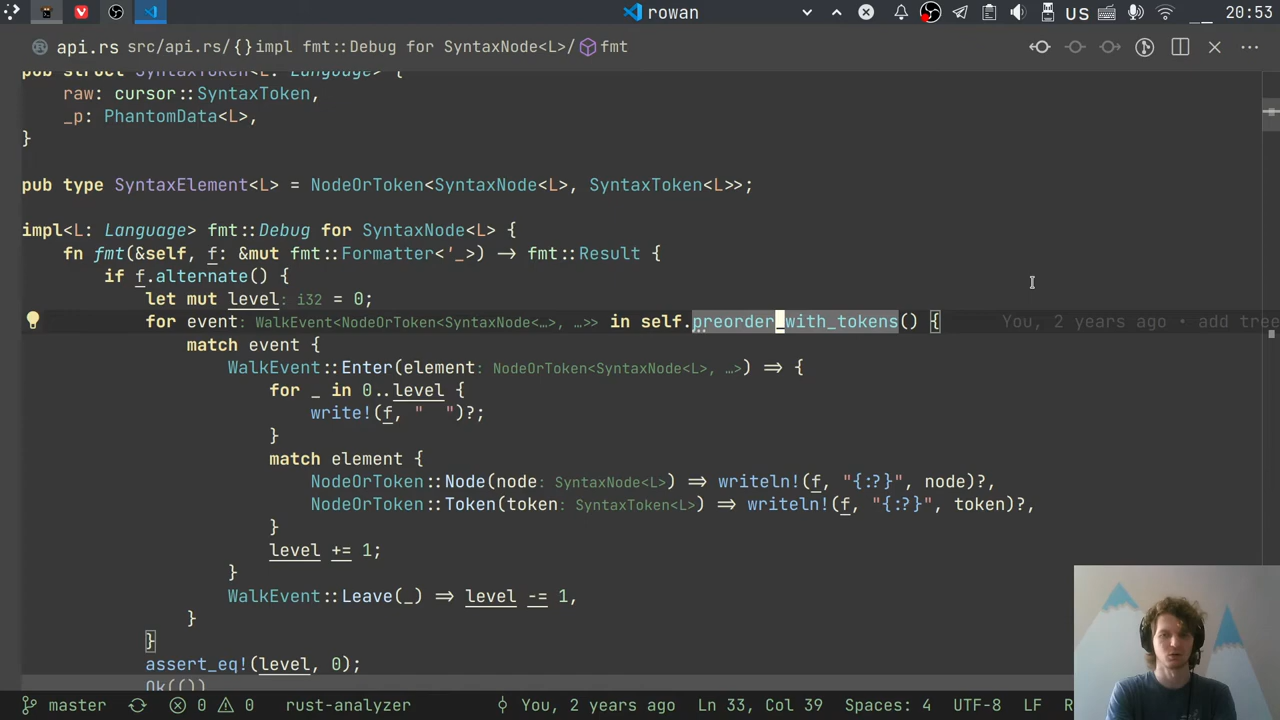 rowan
US
20:53
api.rs src/api.rs/{}impl fmt::Debug for SyntaxNode<L>/ fmt
pub struct SyntaxToken<L: Language> {
raw: cursor::SyntaxToken,
_p: PhantomData<L>,
}
pub type SyntaxElement<L> = NodeOrToken<SyntaxNode<L>, SyntaxToken<L>>;
impl<L: Language> fmt::Debug for SyntaxNode<L> {
fn fmt(&self, f: &mut fmt::Formatter<'_>) -> fmt::Result {
if f.alternate() {
let mut level: i32 = 0;
for event: WalkEvent<NodeOrToken<SyntaxNode<…>, …>> in self.preorder_with_tokens() { You, 2 years ago • add tree
match event {
WalkEvent::Enter(element: NodeOrToken<SyntaxNode<L>, …>) => {
for _ in 0..level {
write!(f, "  ")?;
}
match element {
NodeOrToken::Node(node: SyntaxNode<L>) => writeln!(f, "{:?}", node)?,
NodeOrToken::Token(token: SyntaxToken<L>) => writeln!(f, "{:?}", token)?,
}
level += 1;
}
WalkEvent::Leave(_) => level -= 1,
}
}
assert_eq!(level, 0);
Ok(())
master 0 0 rust-analyzer You, 2 years ago Ln 33, Col 39 Spaces: 4 UTF-8 LF